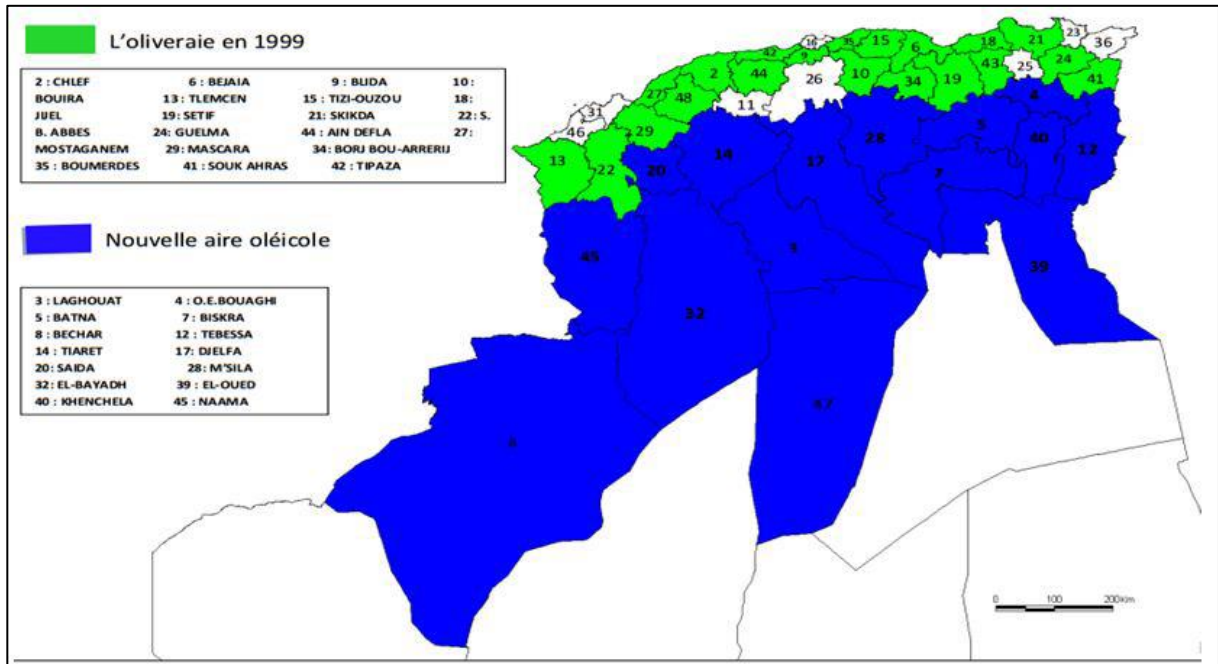 L'oliveraie en 1999
2 : CHLEF 6 : BEJAIA 9 : BLIDA 10 :
BOUIRA 13 : TLEMCEN 15 : TIZI-OUZOU 18 :
JIJEL 19: SETIF 21: SKIKDA 22: S.
B. ABBES 24: GUELMA 44 : AIN DEFLA 27 :
MOSTAGANEM 29 : MASCARA 34 : BORJ BOU-ARRERIJ
35 : BOUMERDES 41 : SOUK AHRAS 42 : TIPAZA
Nouvelle aire oléicole
3 : LAGHOUAT 4 : O.E.BOUAGHI
5 : BATNA 7 : BISKRA
8 : BECHAR 12 : TEBESSA
14 : TIARET 17: DJELFA
20: SAIDA 28 : M'SILA
32: EL-BAYADH 39 : EL-OUED
40 : KHENCHELA 45 : NAAMA
23
36
16
35
15
6
18
21
42
9
2
44
26
10
34
19
43
25
24
41
27
48
11
31
46
29
13
22
4
5
40
12
20
14
17
28
7
3
45
32
39
47
0 100 200Km